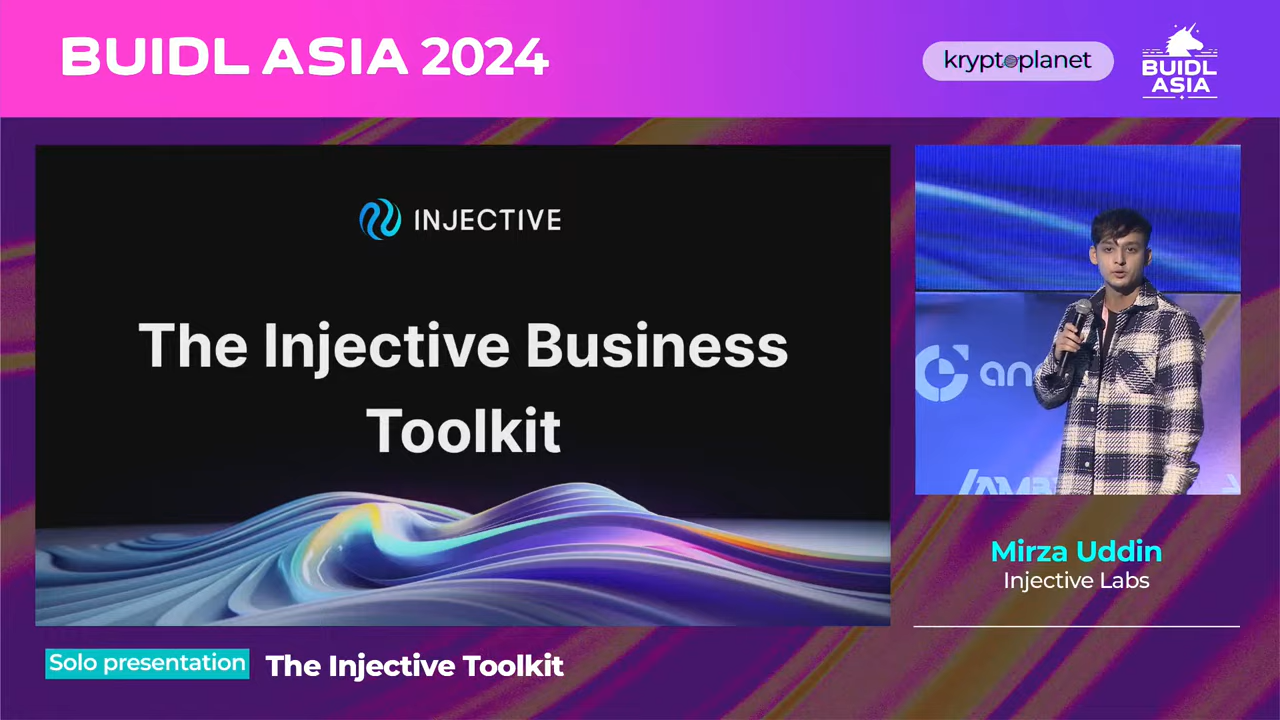 BUIDL ASIA 2024
kryptoplanet
BUIDL
ASIA
INJECTIVE
The Injective Business
Toolkit
an
Mirza Uddin
Injective Labs
Solo presentation
The Injective Toolkit